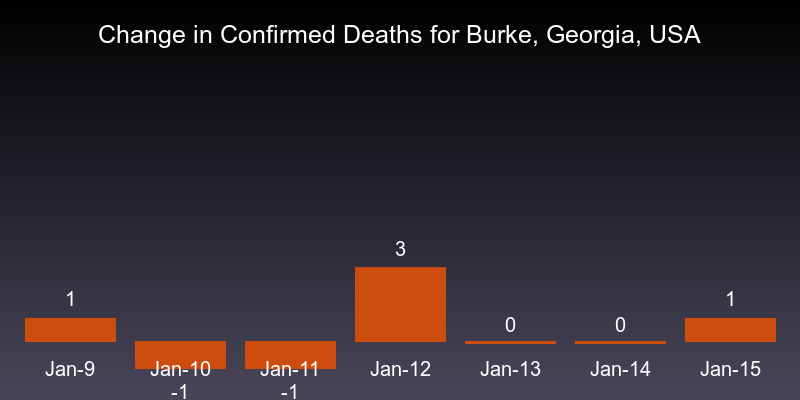 Change in Confirmed Deaths for Burke, Georgia, USA
3
1
1
0
0
Jan-9
Jan-10
Jan-11
Jan-12
Jan-13
Jan-14
Jan-15
-1
-1